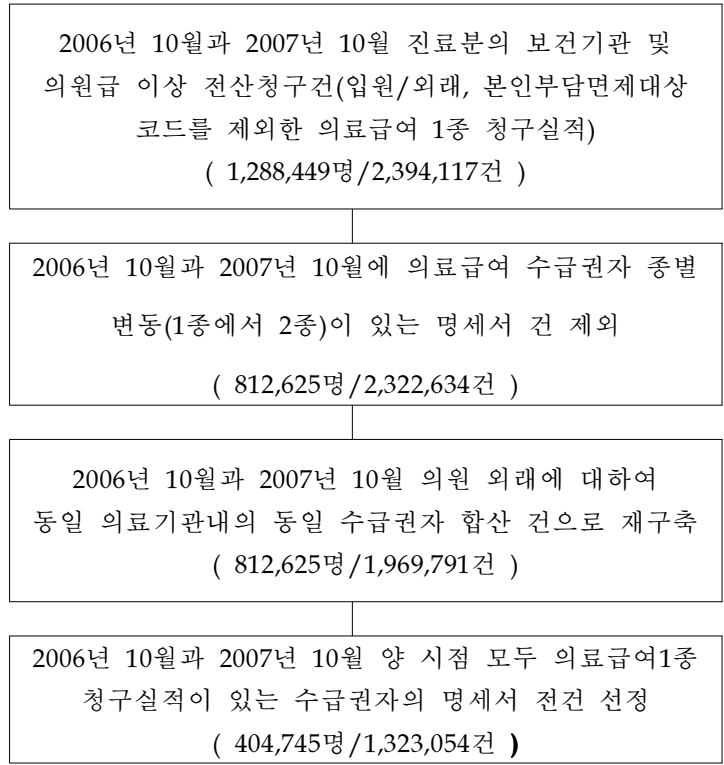 2006년 10월과 2007년 10월 진료분의 보건기관 및
의원급 이상 전산청구건(입원/외래, 본인부담면제대상
코드를 제외한 의료급여 1종 청구실적)
( 1,288,449명/2,394,117건 )
2006년 10월과 2007년 10월에 의료급여 수급권자 종별
변동(1종에서 2종)이 있는 명세서 건 제외
( 812,625명/2,322,634건 )
2006년 10월과 2007년 10월 의원 외래에 대하여
동일 의료기관내의 동일 수급권자 합산 건으로 재구축
( 812,625명/1,969,791건 )
2006년 10월과 2007년 10월 양 시점 모두 의료급여1종
청구실적이 있는 수급권자의 명세서 전건 선정
( 404,745명/1,323,054건 )